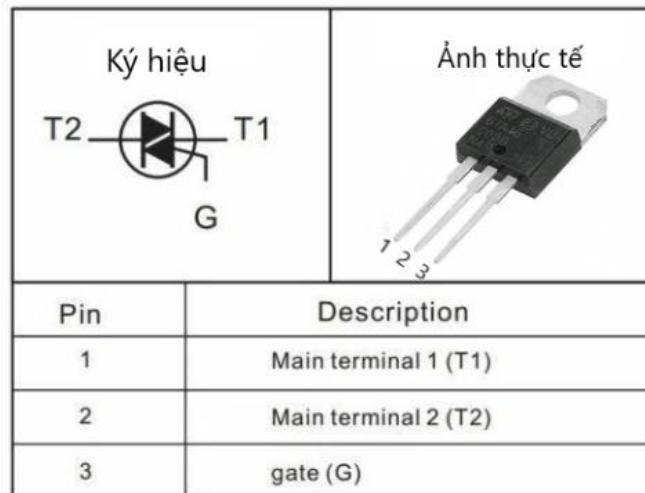 Ký hiệu
T2
T1
G
Ảnh thực tế
1
2
3
Pin Description
1 Main terminal 1 (T1)
2 Main terminal 2 (T2)
3 gate (G)